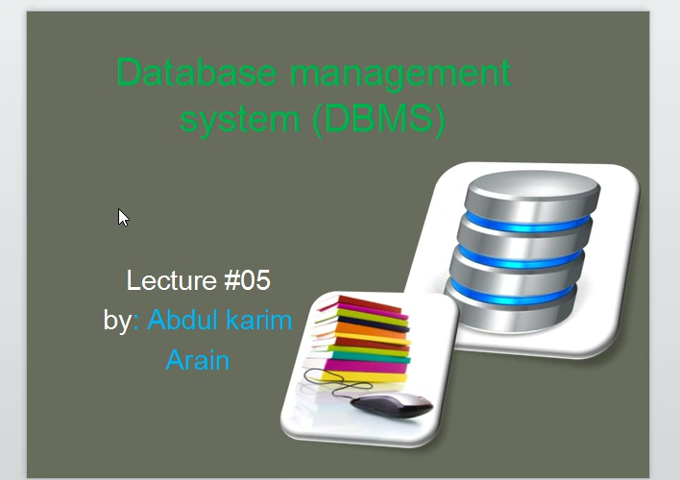 Database management
system (DBMS)
Lecture #05
by: Abdul karim
Arain